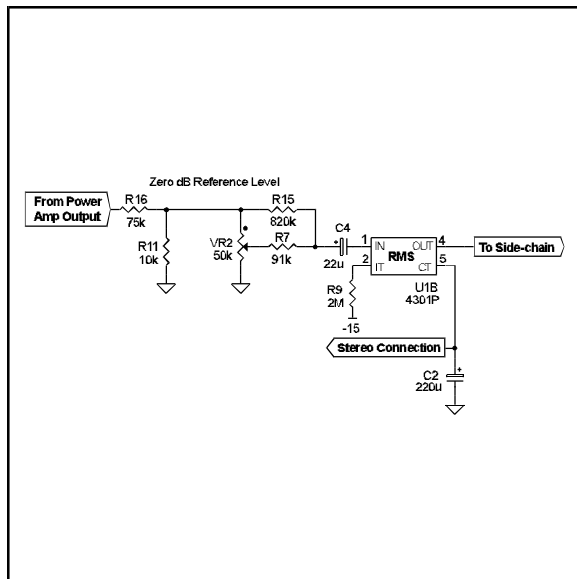 Zero dB Reference Level
From Power
Amp Output
R16
75k
R15
820k
R11
10k
VR2
50k
R7
91k
C4
22u
1
IN
OUT
4
2
IT
RMS
CT
5
To Side-chain
R9
2M
-15
U1B
4301P
Stereo Connection
C2
220u
+
+